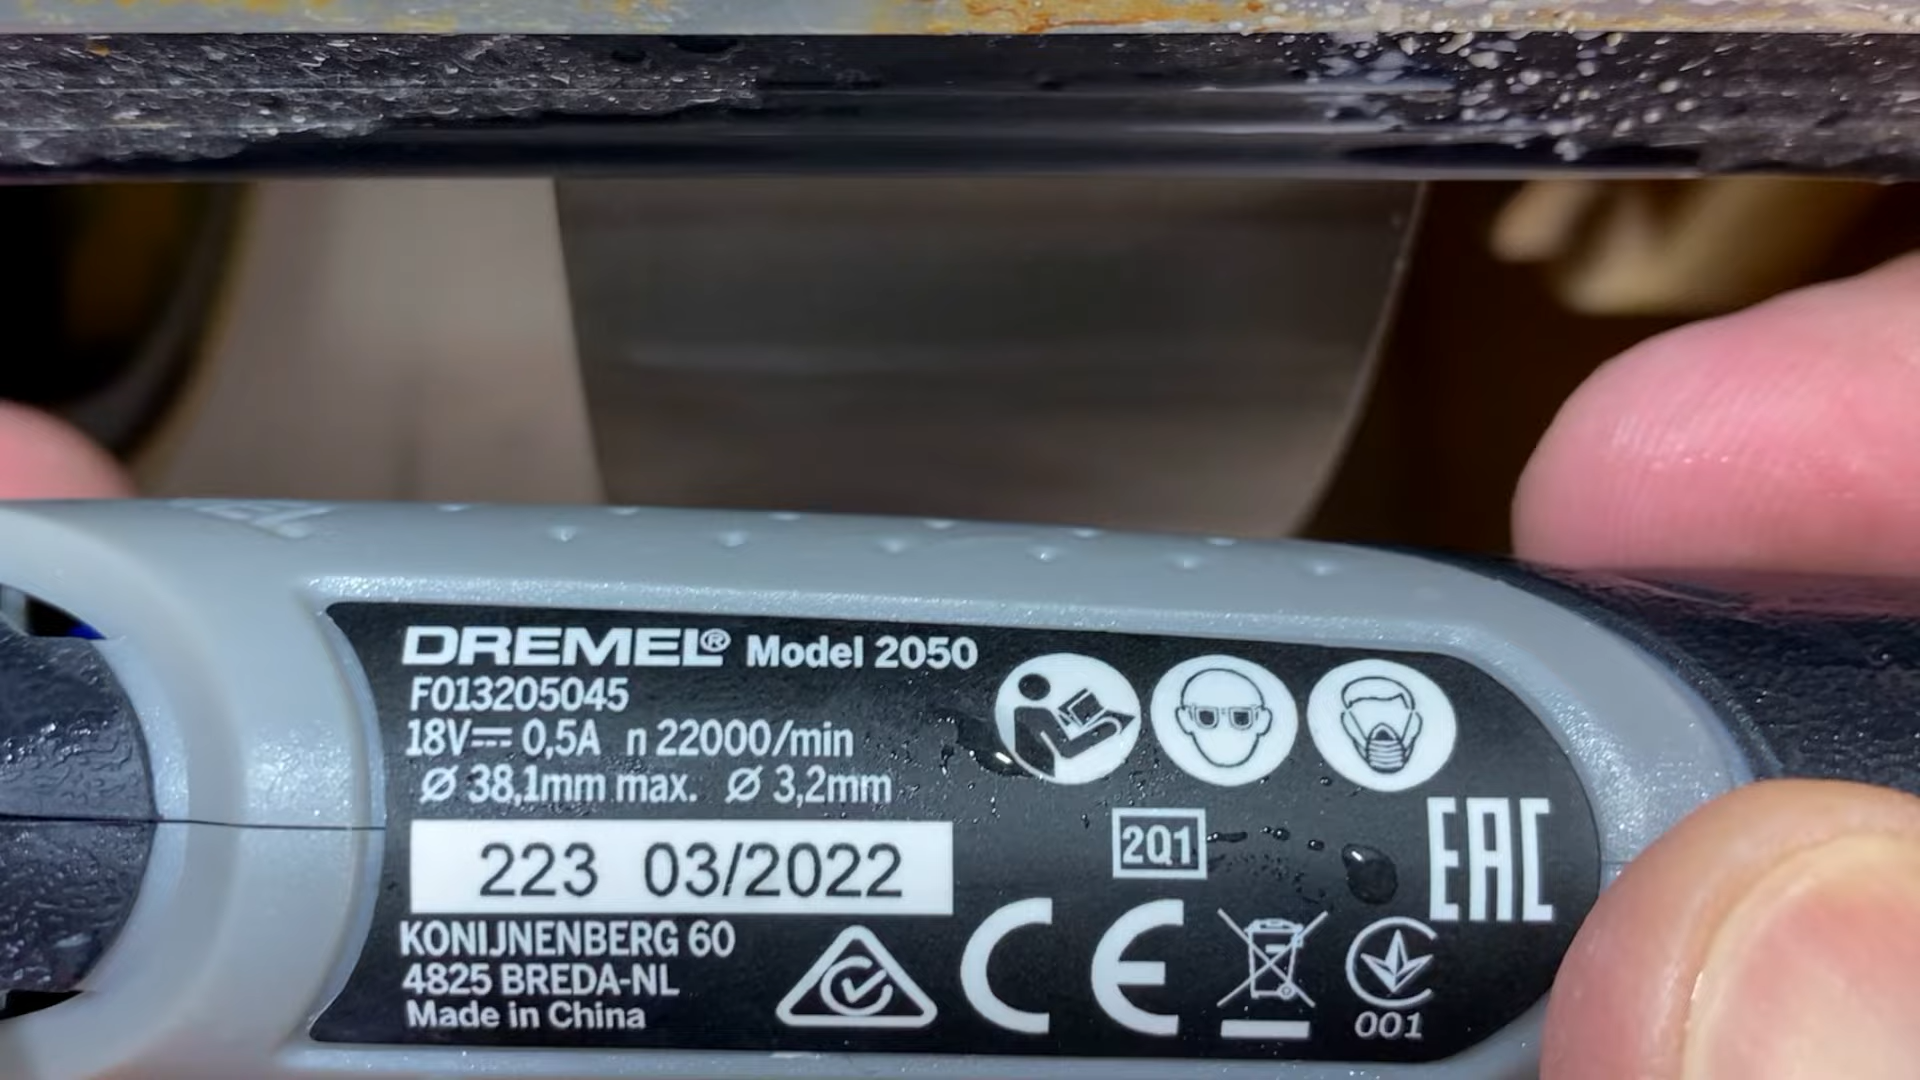 DREMEL® Model 2050
F013205045
18V⎓ 0,5A n 22000/min
Ø 38,1mm max. Ø 3,2mm
223 03/2022
KONIJNENBERG 60
4825 BREDA-NL
Made in China
2Q1
EAC
CE
001